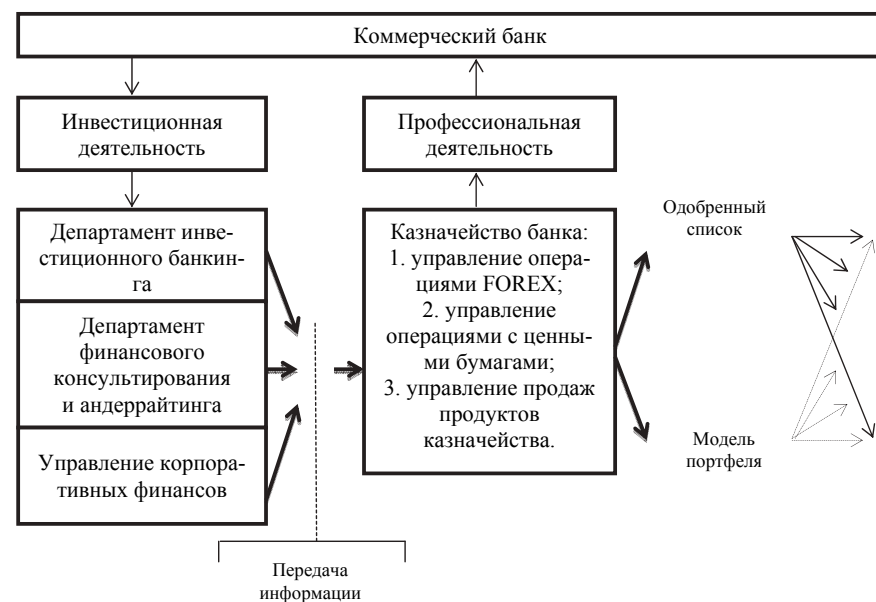 Коммерческий банк
Инвестиционная
деятельность
Профессиональная
деятельность
Департамент инве-
стиционного банкин-
га
Департамент
финансового
консультирования
и андеррайтинга
Управление корпора-
тивных финансов
Казначейство банка:
1. управление опера-
циями FOREX;
2. управление
операциями с ценны-
ми бумагами;
3. управление продаж
продуктов
казначейства.
Одобренный
список
Модель
портфеля
Передача
информации